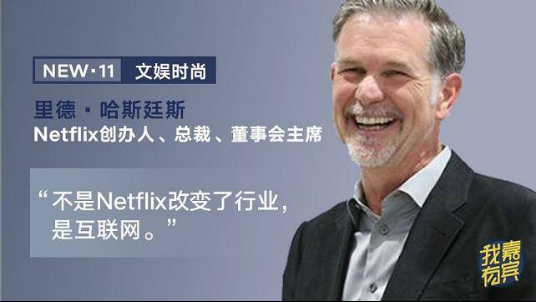 NEW·11 文娱时尚
里德·哈斯廷斯
Netflix创办人、总裁、董事会主席
“不是Netflix改变了行业，
是互联网。”
我有嘉宾